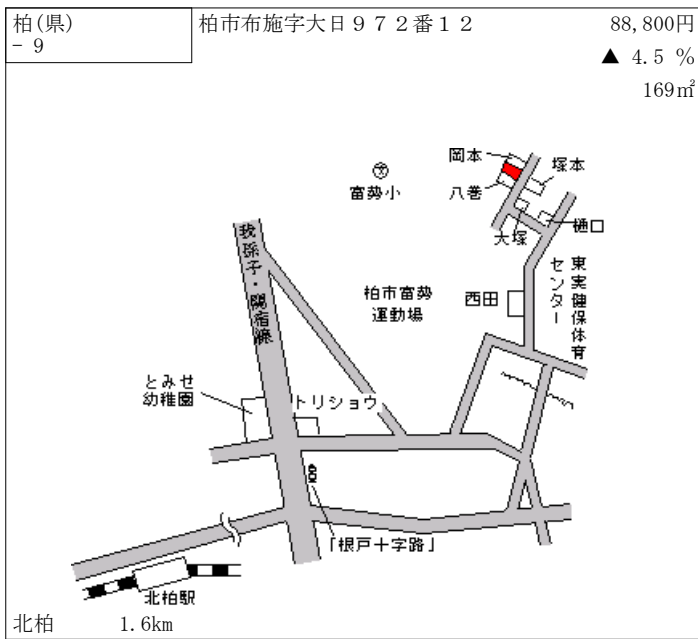 柏(県)
- 9
柏市布施字大日９７２番１２
88,800円
▲ 4.5 %
169㎡
岡本
塚本
富勢小
八巻
大塚
樋口
我孫子・関宿線
柏市富勢
運動場
西田
東実健保体育
センター
とみせ
幼稚園
トリショウ
「根戸十字路」
北柏駅
北柏 1.6km